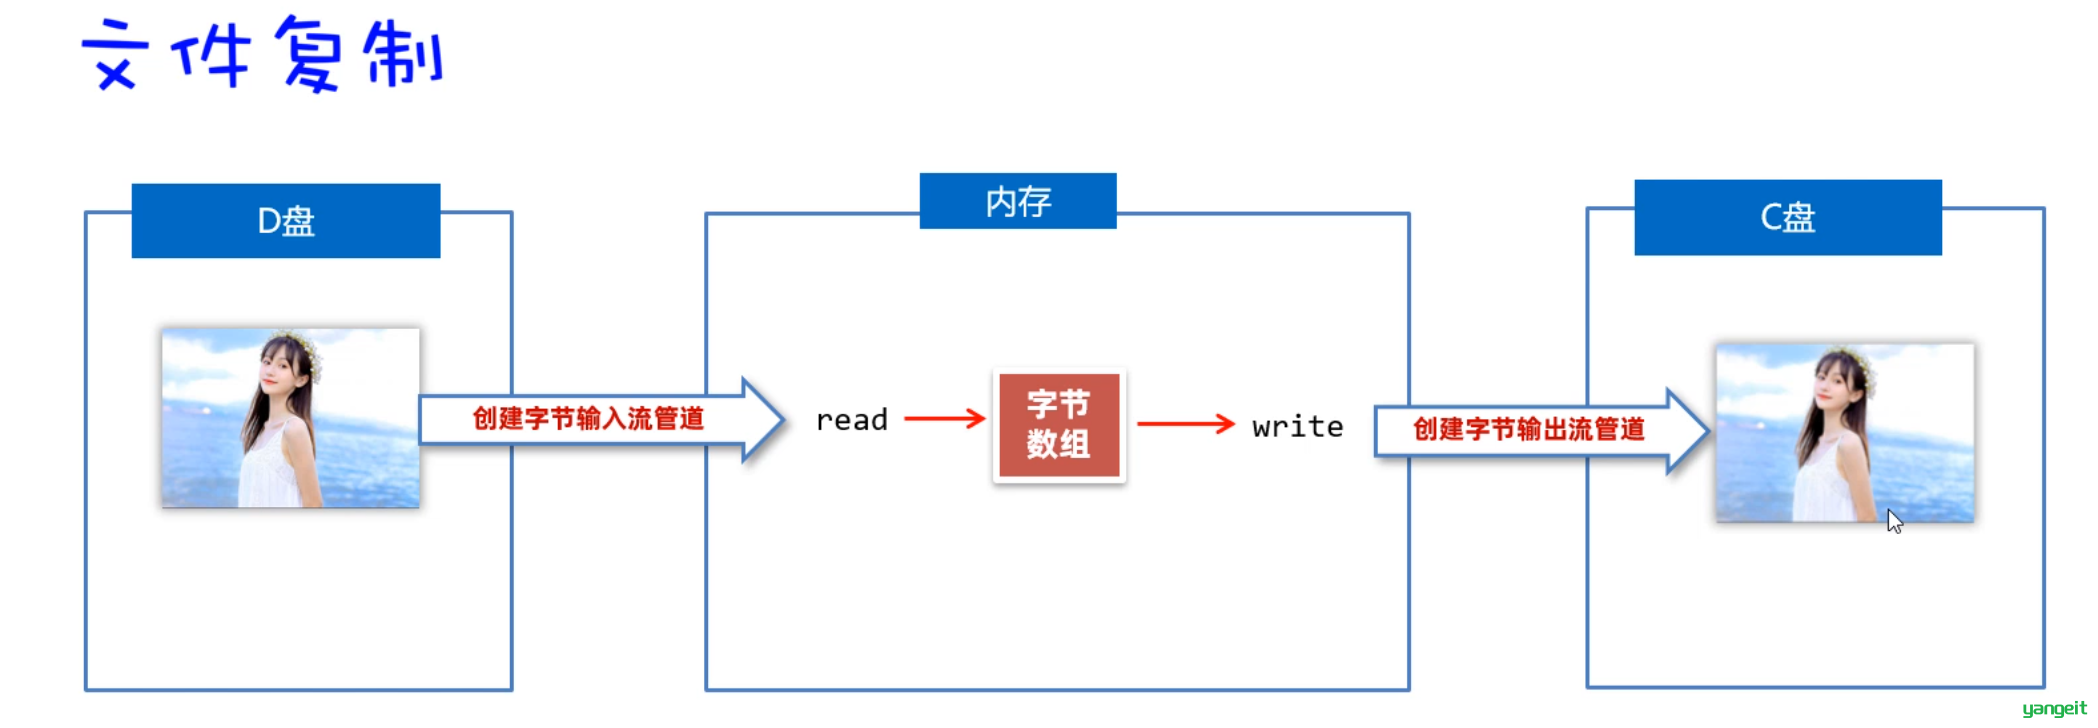 文件复制
D盘
内存
C盘
创建字节输入流管道
read
字节
数组
write
创建字节输出流管道
yangeit